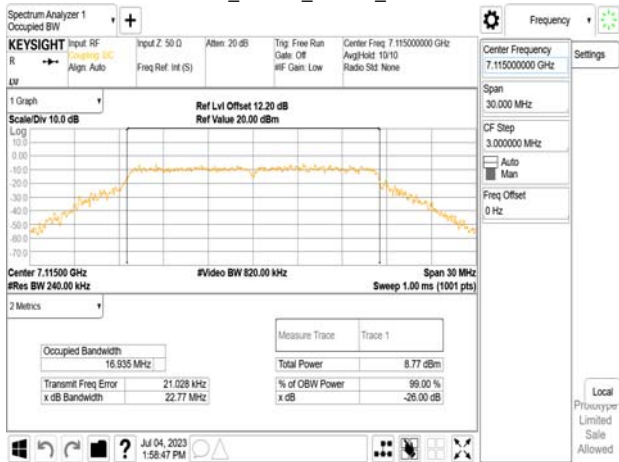 Spectrum Analyzer 1
Occupied BW
Frequency
KEYSIGHT
R
LVI
Input: RF
Coupling: DC
Align: Auto
Input Z: 50 Ω
Freq Ref: Int (S)
Atten: 20 dB
Trig: Free Run
Gate: Off
#IF Gain: Low
Center Freq: 7.115000000 GHz
Avg|Hold: 10/10
Radio Std: None
Center Frequency
7.115000000 GHz
Settings
Span
30.000 MHz
CF Step
3.000000 MHz
Auto
Man
Freq Offset
0 Hz
1 Graph
Scale/Div 10.0 dB
Ref Lvl Offset 12.20 dB
Ref Value 20.00 dBm
Log
10.0
0.00
-10.0
-20.0
-30.0
-40.0
-50.0
-60.0
-70.0
Center 7.11500 GHz
#Res BW 240.00 kHz
#Video BW 820.00 kHz
Span 30 MHz
Sweep 1.00 ms (1001 pts)
2 Metrics
Measure Trace Trace 1
Occupied Bandwidth
16.935 MHz
Total Power 8.77 dBm
Transmit Freq Error 21.028 kHz
% of OBW Power 99.00 %
x dB Bandwidth 22.77 MHz
x dB -26.00 dB
Local
Prototype
Limited
Sale
Allowed
Jul 04, 2023
1:58:47 PM